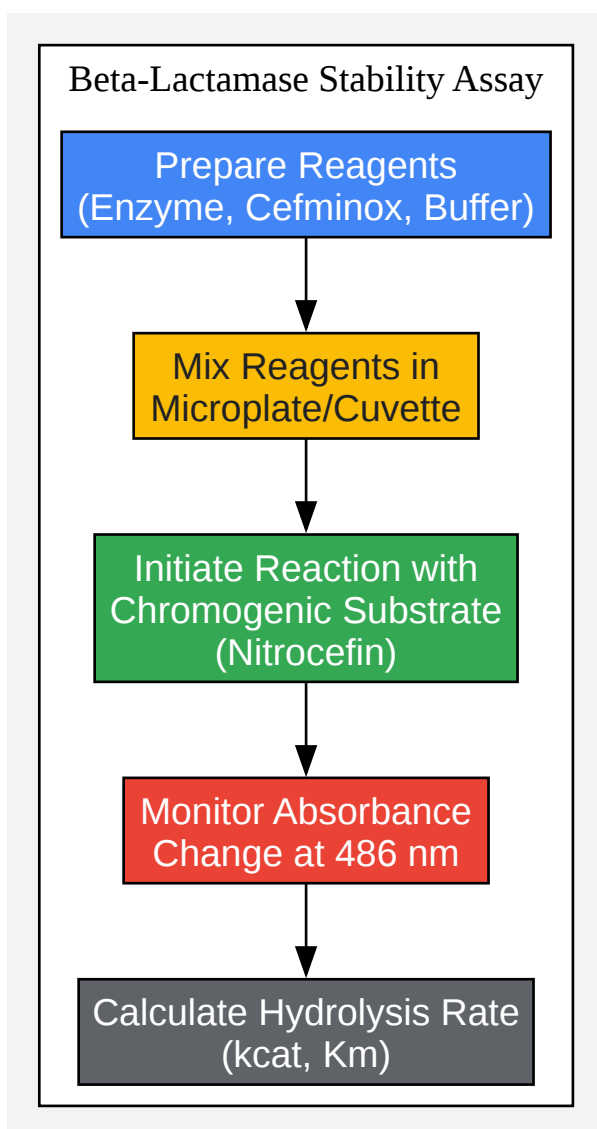 Beta-Lactamase Stability Assay
Prepare Reagents
(Enzyme, Cefminox, Buffer)
Mix Reagents in
Microplate/Cuvette
Initiate Reaction with
Chromogenic Substrate
(Nitrocefin)
Monitor Absorbance
Change at 486 nm
Calculate Hydrolysis Rate
(kcat, Km)